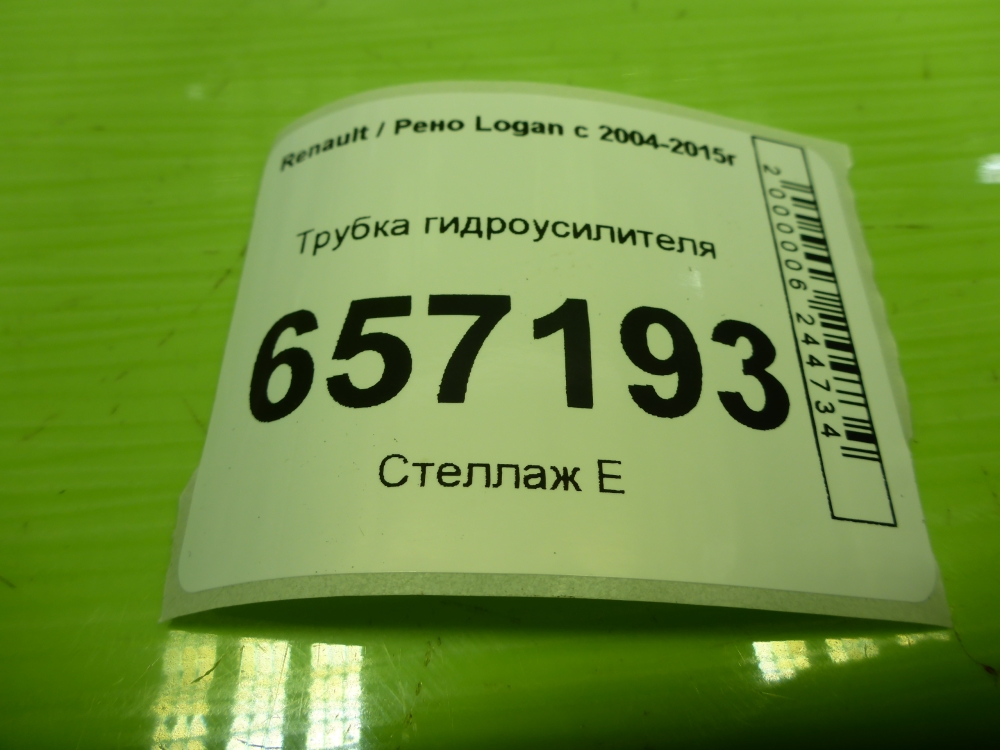 Renault / Рено Logan с 2004-2015г
Трубка гидроусилителя
657193
Стеллаж Е
2000006244734